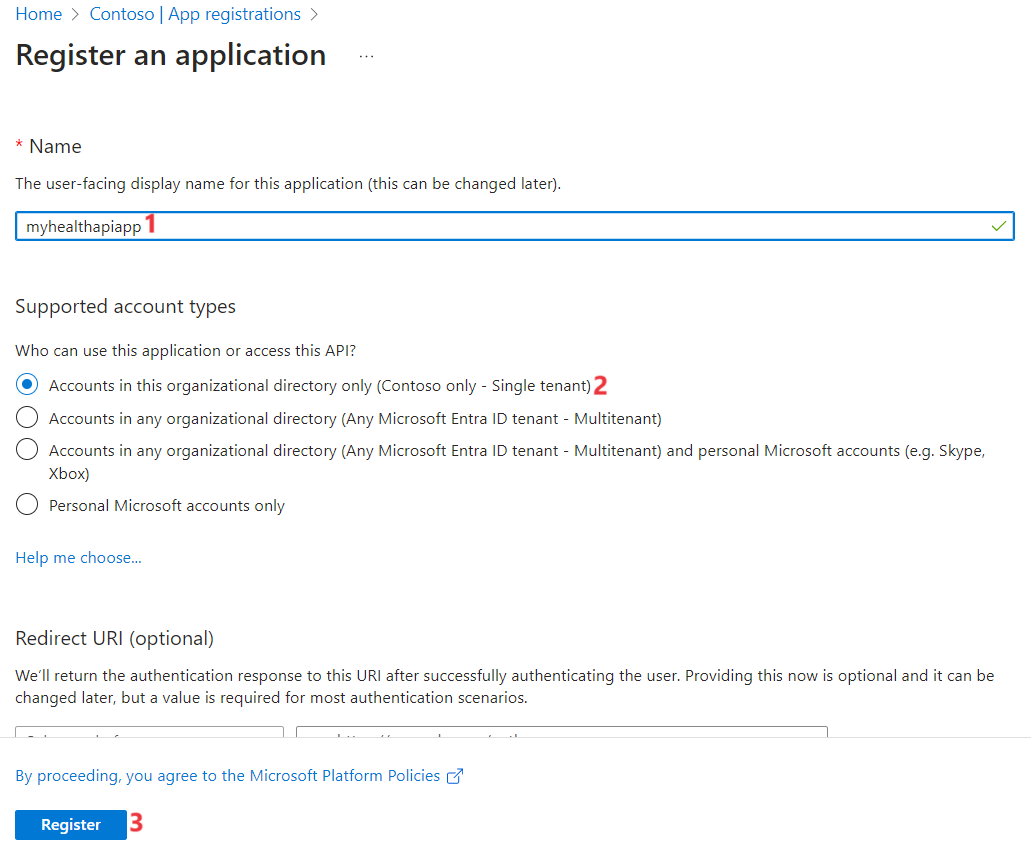 Home > Contoso | App registrations >
Register an application ...
* Name
The user-facing display name for this application (this can be changed later).
myhealthapiapp 1
Supported account types
Who can use this application or access this API?
Accounts in this organizational directory only (Contoso only - Single tenant) 2
Accounts in any organizational directory (Any Microsoft Entra ID tenant - Multitenant)
Accounts in any organizational directory (Any Microsoft Entra ID tenant - Multitenant) and personal Microsoft accounts (e.g. Skype,
Xbox)
Personal Microsoft accounts only
Help me choose...
Redirect URI (optional)
We'll return the authentication response to this URI after successfully authenticating the user. Providing this now is optional and it can be
changed later, but a value is required for most authentication scenarios.
By proceeding, you agree to the Microsoft Platform Policies
Register 3